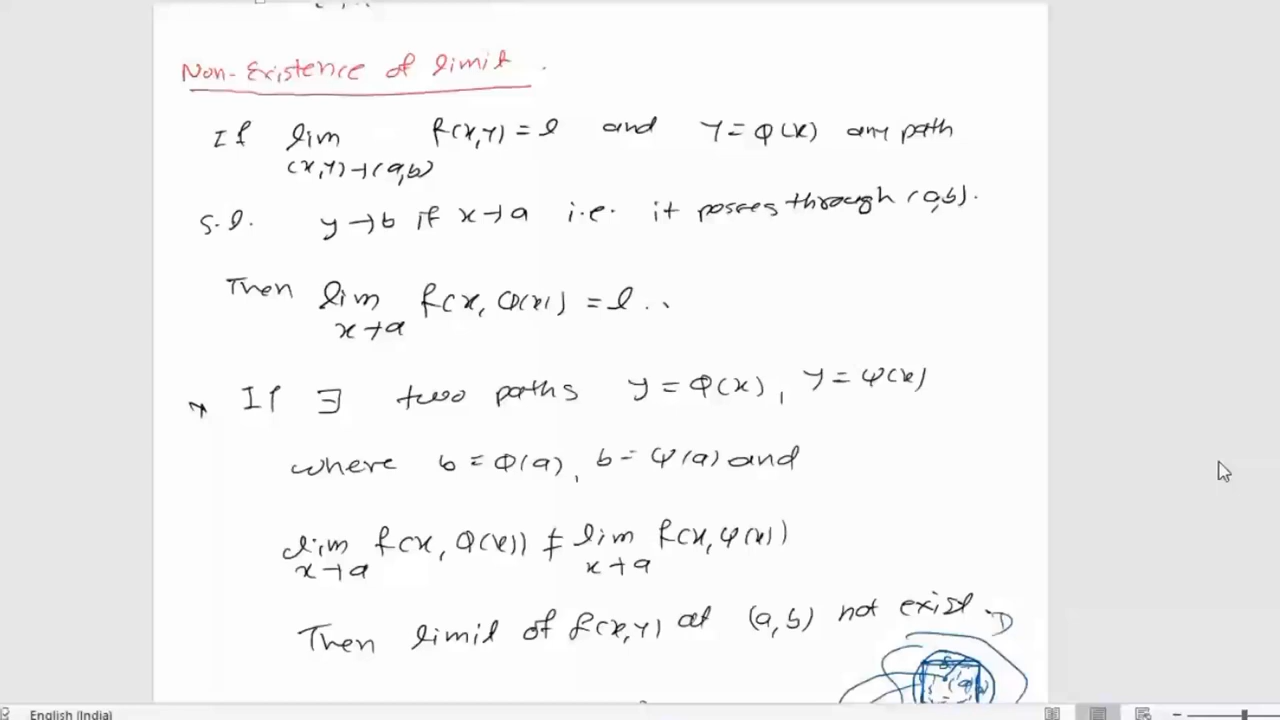 Non-Existence of limit.
If lim f(x,y) = l and y = φ(x) any path
(x,y)→(a,b)
s.t. y→b if x→a i.e. it passes through (a,b).
Then lim f(x, φ(x)) = l ..
x→a
* If ∃ two paths y = φ(x), y = ψ(x)
where b = φ(a), b = ψ(a) and
lim f(x, φ(x)) ≠ lim f(x, ψ(x))
x→a x→a
Then limit of f(x,y) at (a,b) not exist.
D
English (India)